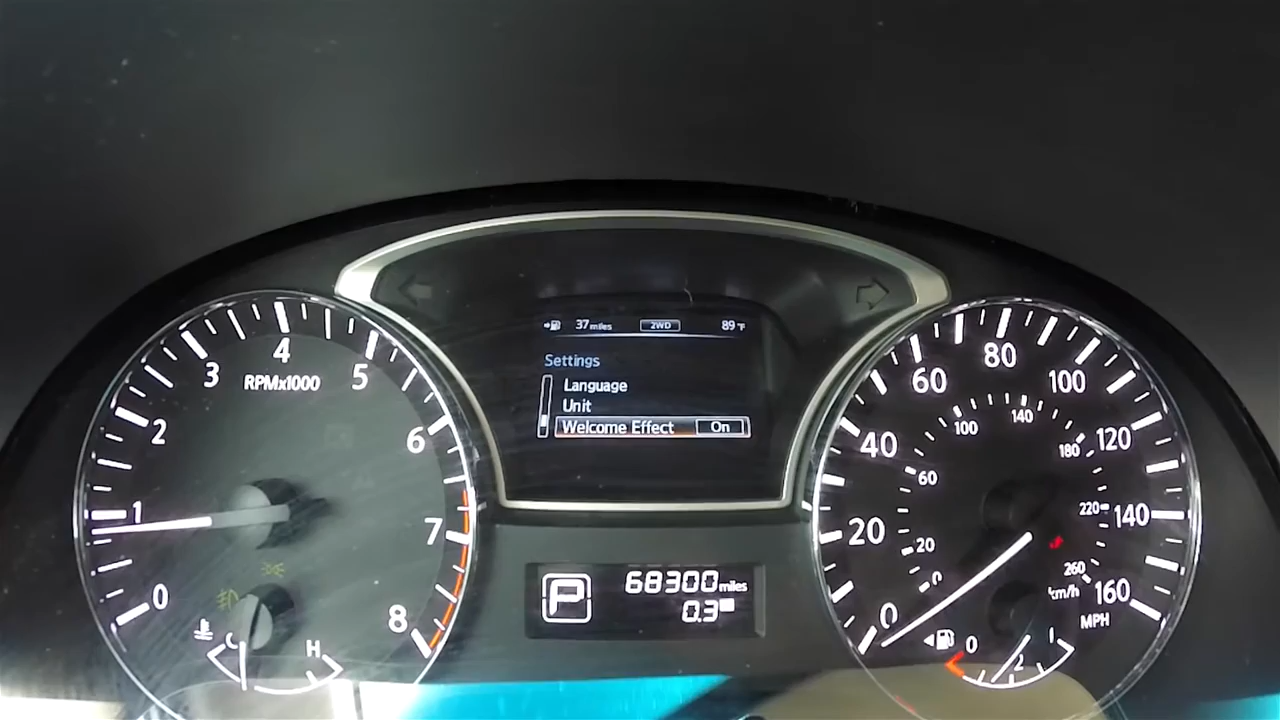 37 miles 2WD 89°F
Settings
Language
Unit
Welcome Effect On
0 1 2 3 4 5 6 7 8
RPMx1000
C H
P
68300 miles
0.3
0 20 40 60 80 100 120 140 160
MPH
0 20 60 100 140 180 220 260
km/h
0 1/2 1